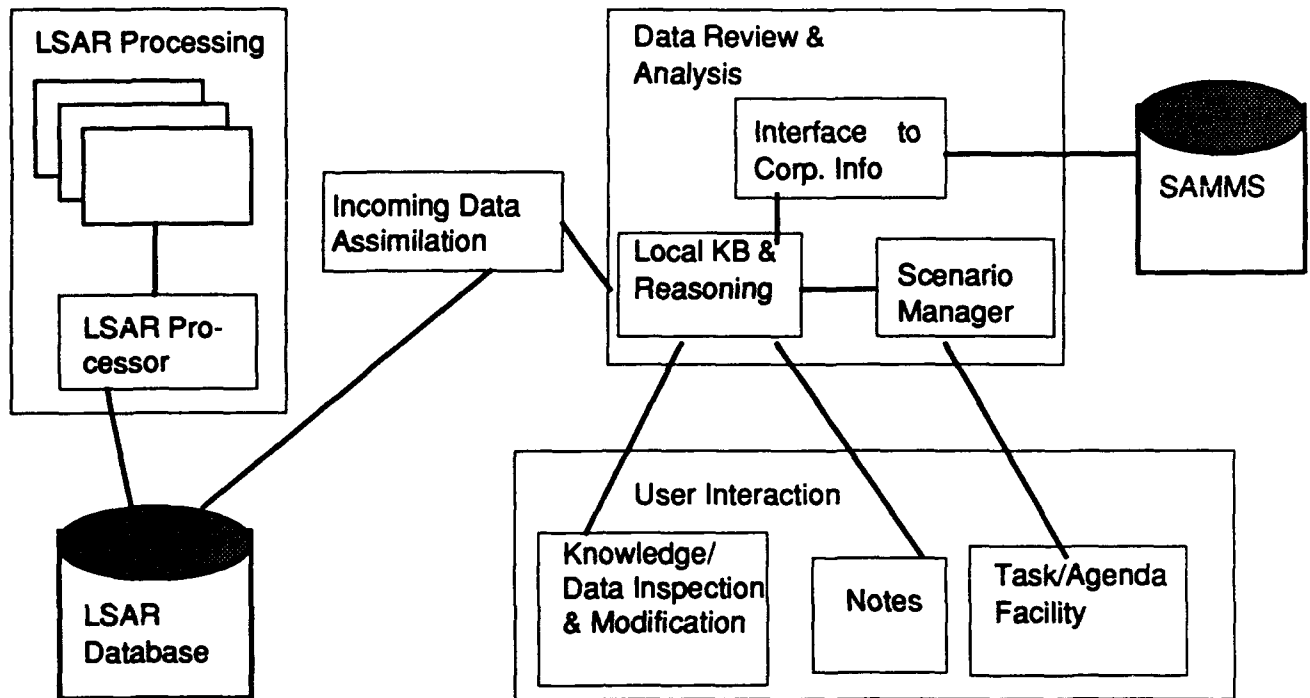 LSAR Processing
LSAR Pro-
cessor
LSAR
Database
Incoming Data
Assimilation
Data Review &
Analysis
Interface to
Corp. Info
Local KB &
Reasoning
Scenario
Manager
SAMMS
User Interaction
Knowledge/
Data Inspection
& Modification
Notes
Task/Agenda
Facility